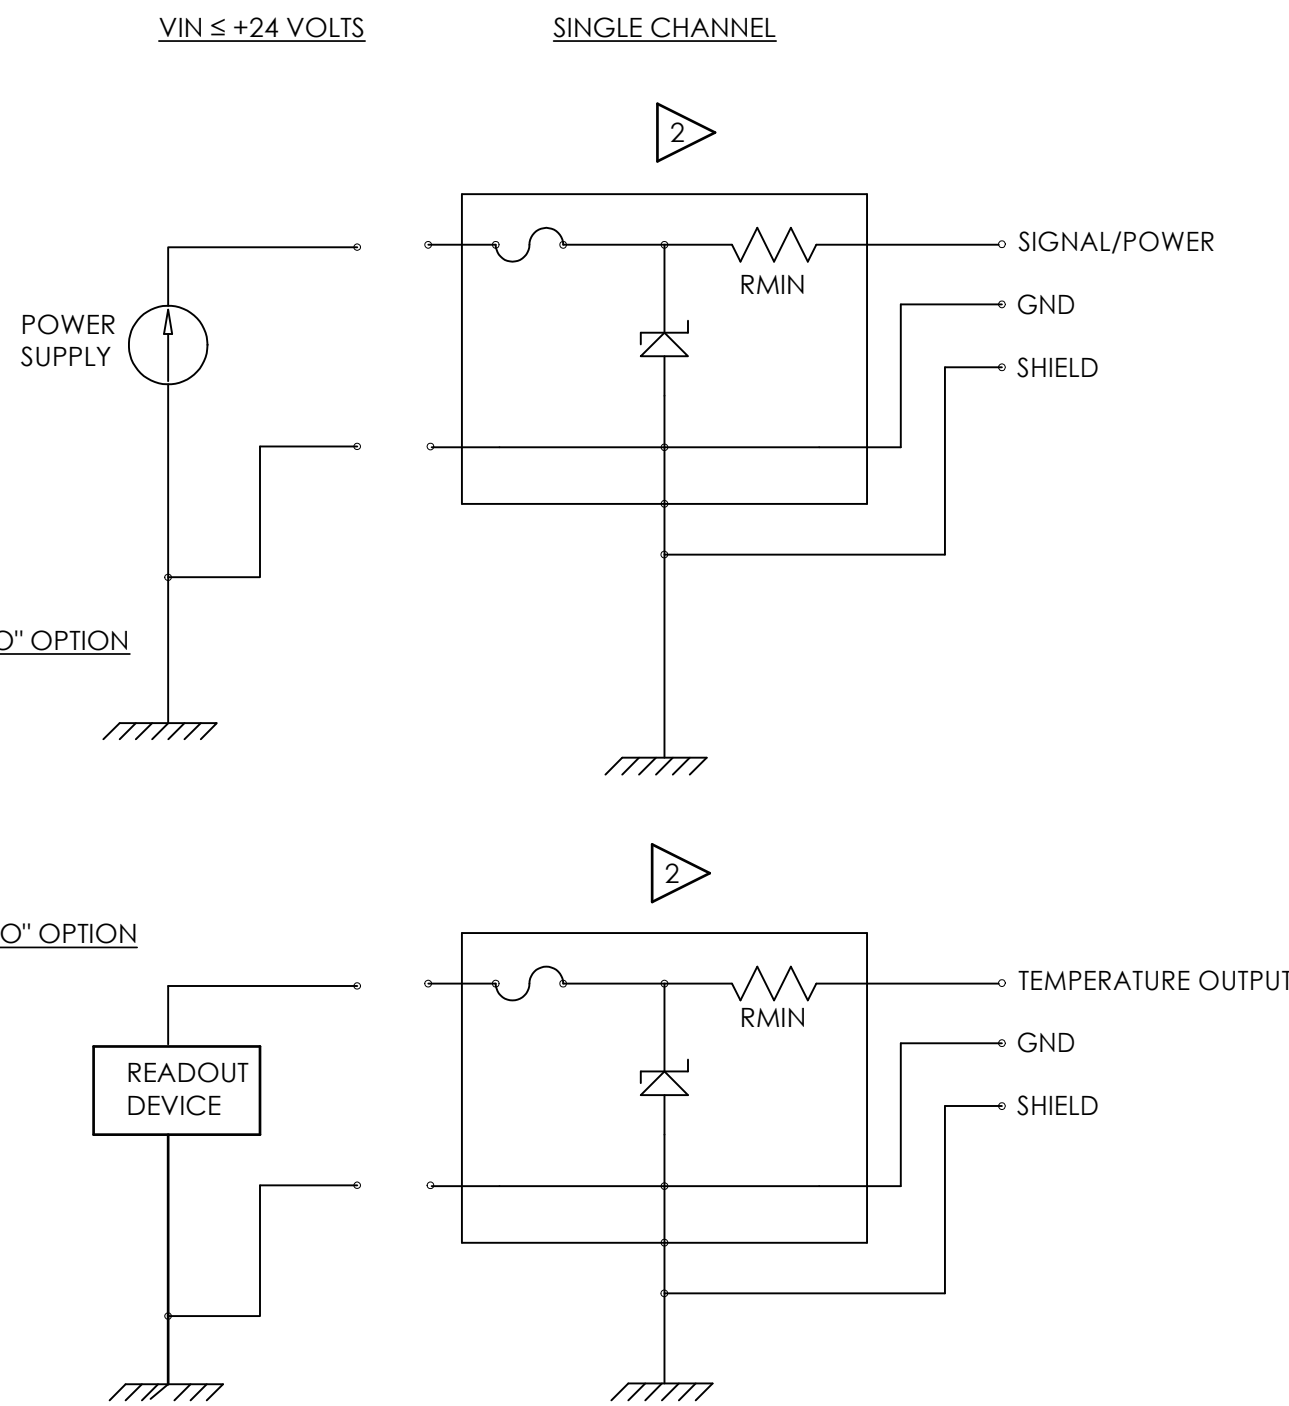 VIN ≤ +24 VOLTS
SINGLE CHANNEL
2
SIGNAL/POWER
RMIN
GND
POWER
SUPPLY
SHIELD
O" OPTION
2
O" OPTION
TEMPERATURE OUTPUT
RMIN
GND
READOUT
DEVICE
SHIELD